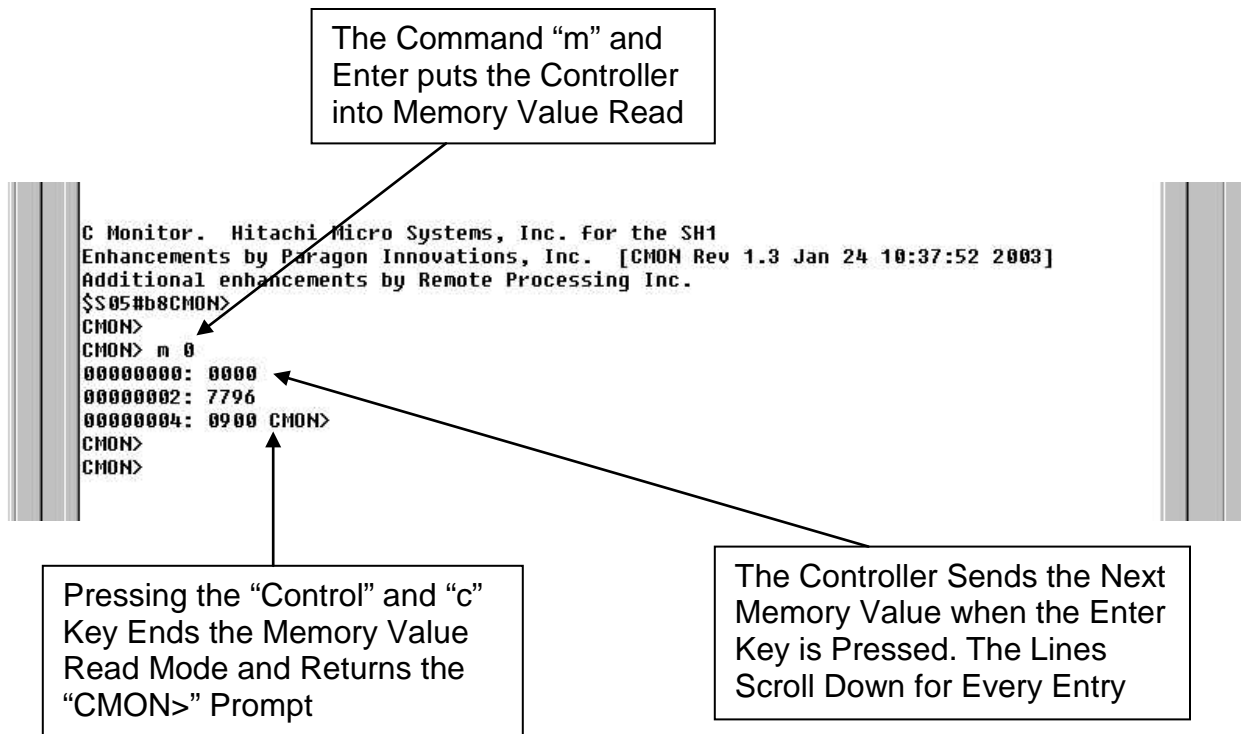 The Command “m” and
Enter puts the Controller
into Memory Value Read
C Monitor. Hitachi Micro Systems, Inc. for the SH1
Enhancements by Paragon Innovations, Inc. [CMON Rev 1.3 Jan 24 10:37:52 2003]
Additional enhancements by Remote Processing Inc.
$S05#b8CMON>
CMON>
CMON> m 0
00000000: 0000
00000002: 7796
00000004: 0900 CMON>
CMON>
CMON>
Pressing the “Control” and “c”
Key Ends the Memory Value
Read Mode and Returns the
“CMON>” Prompt
The Controller Sends the Next
Memory Value when the Enter
Key is Pressed. The Lines
Scroll Down for Every Entry